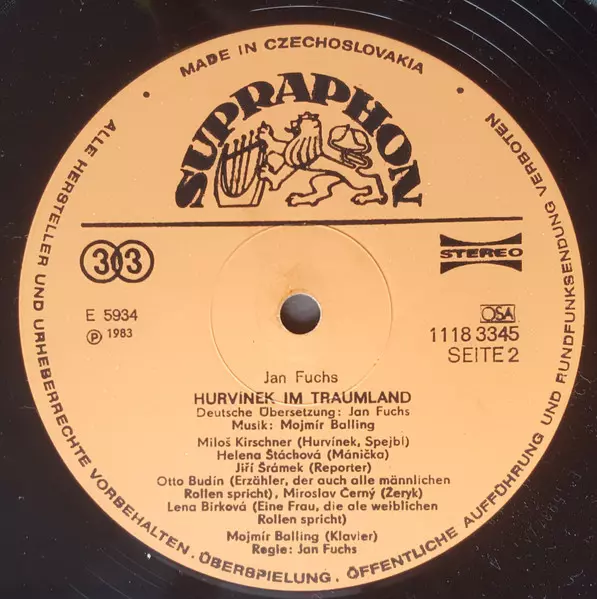 MADE IN CZECHOSLOVAKIA
SUPRAPHON
33
STEREO
E 5934
Ⓟ 1983
OSA
1118 3345
SEITE 2
Jan Fuchs
HURVÍNEK IM TRAUMLAND
Deutsche Übersetzung: Jan Fuchs
Musik: Mojmír Balling
Miloš Kirschner (Hurvínek, Spejbl)
Helena Štáchová (Mánička)
Jiří Šrámek (Reporter)
Otto Budín (Erzähler, der auch alle männlichen
Rollen spricht), Miroslav Černý (Žeryk)
Lena Birková (Eine Frau, die ale weiblichen
Rollen spricht)
Mojmír Balling (Klavier)
Regie: Jan Fuchs
ALLE HERSTELLER UND URHEBERRECHTE VORBEHALTEN. ÜBERSPIELUNG, ÖFFENTLICHE AUFFÜHRUNG UND RUNDFUNKSENDUNG VERBOTEN